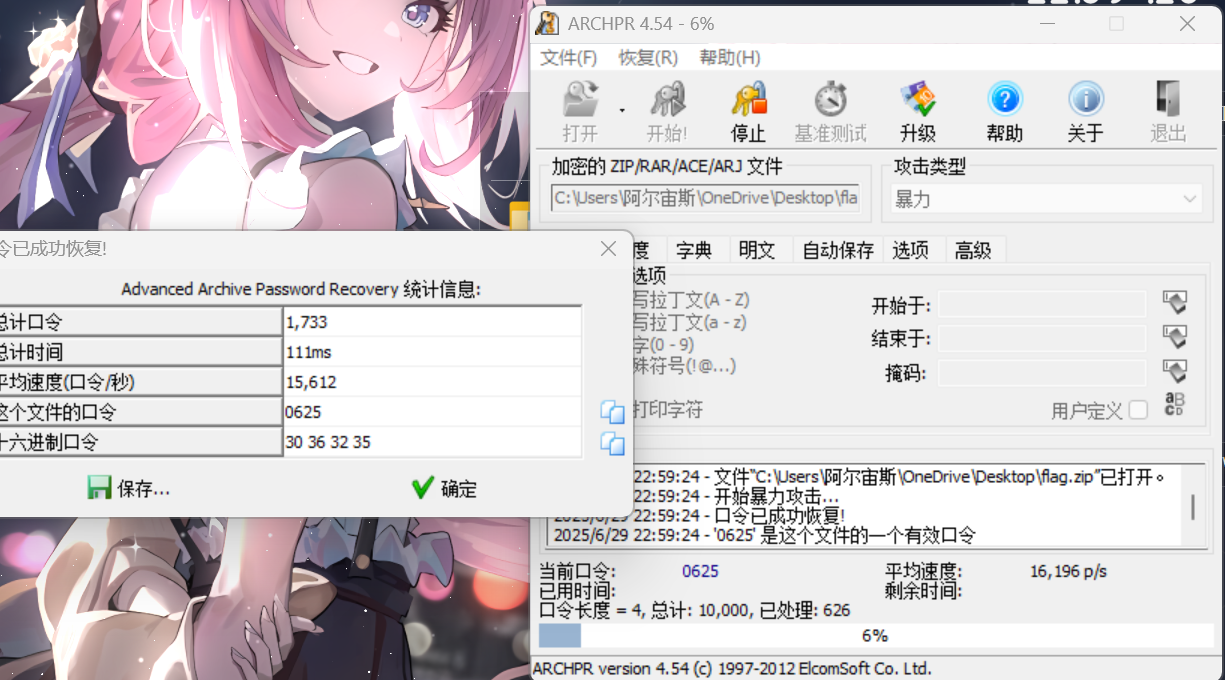 ARCHPR 4.54 - 6%
文件(F) 恢复(R) 帮助(H)
打开 开始! 停止 基准测试 升级 帮助 关于 退出
加密的 ZIP/RAR/ACE/ARJ 文件
C:\Users\阿尔宙斯\OneDrive\Desktop\fla
攻击类型
暴力
度 字典 明文 自动保存 选项 高级
选项
写拉丁文(A - Z)
写拉丁文(a - z)
字(0 - 9)
殊符号(!@...)
打印字符
开始于:
结束于:
掩码:
用户定义
令已成功恢复!
Advanced Archive Password Recovery 统计信息:
总计口令 1,733
总计时间 111ms
平均速度(口令/秒) 15,612
这个文件的口令 0625
十六进制口令 30 36 32 35
保存... 确定
22:59:24 - 文件"C:\Users\阿尔宙斯\OneDrive\Desktop\flag.zip"已打开。
22:59:24 - 开始暴力攻击...
2025/6/29 22:59:24 - 口令已成功恢复!
2025/6/29 22:59:24 - '0625' 是这个文件的一个有效口令
当前口令: 0625 平均速度: 16,196 p/s
已用时间: 剩余时间:
口令长度 = 4, 总计: 10,000, 已处理: 626
6%
ARCHPR version 4.54 (c) 1997-2012 ElcomSoft Co. Ltd.